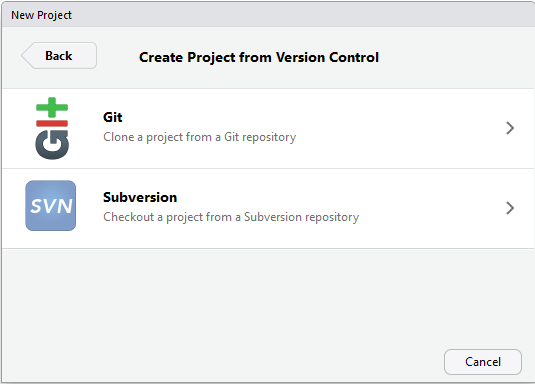 New Project
Back
Create Project from Version Control
git
Git
Clone a project from a Git repository
SVN
Subversion
Checkout a project from a Subversion repository
Cancel